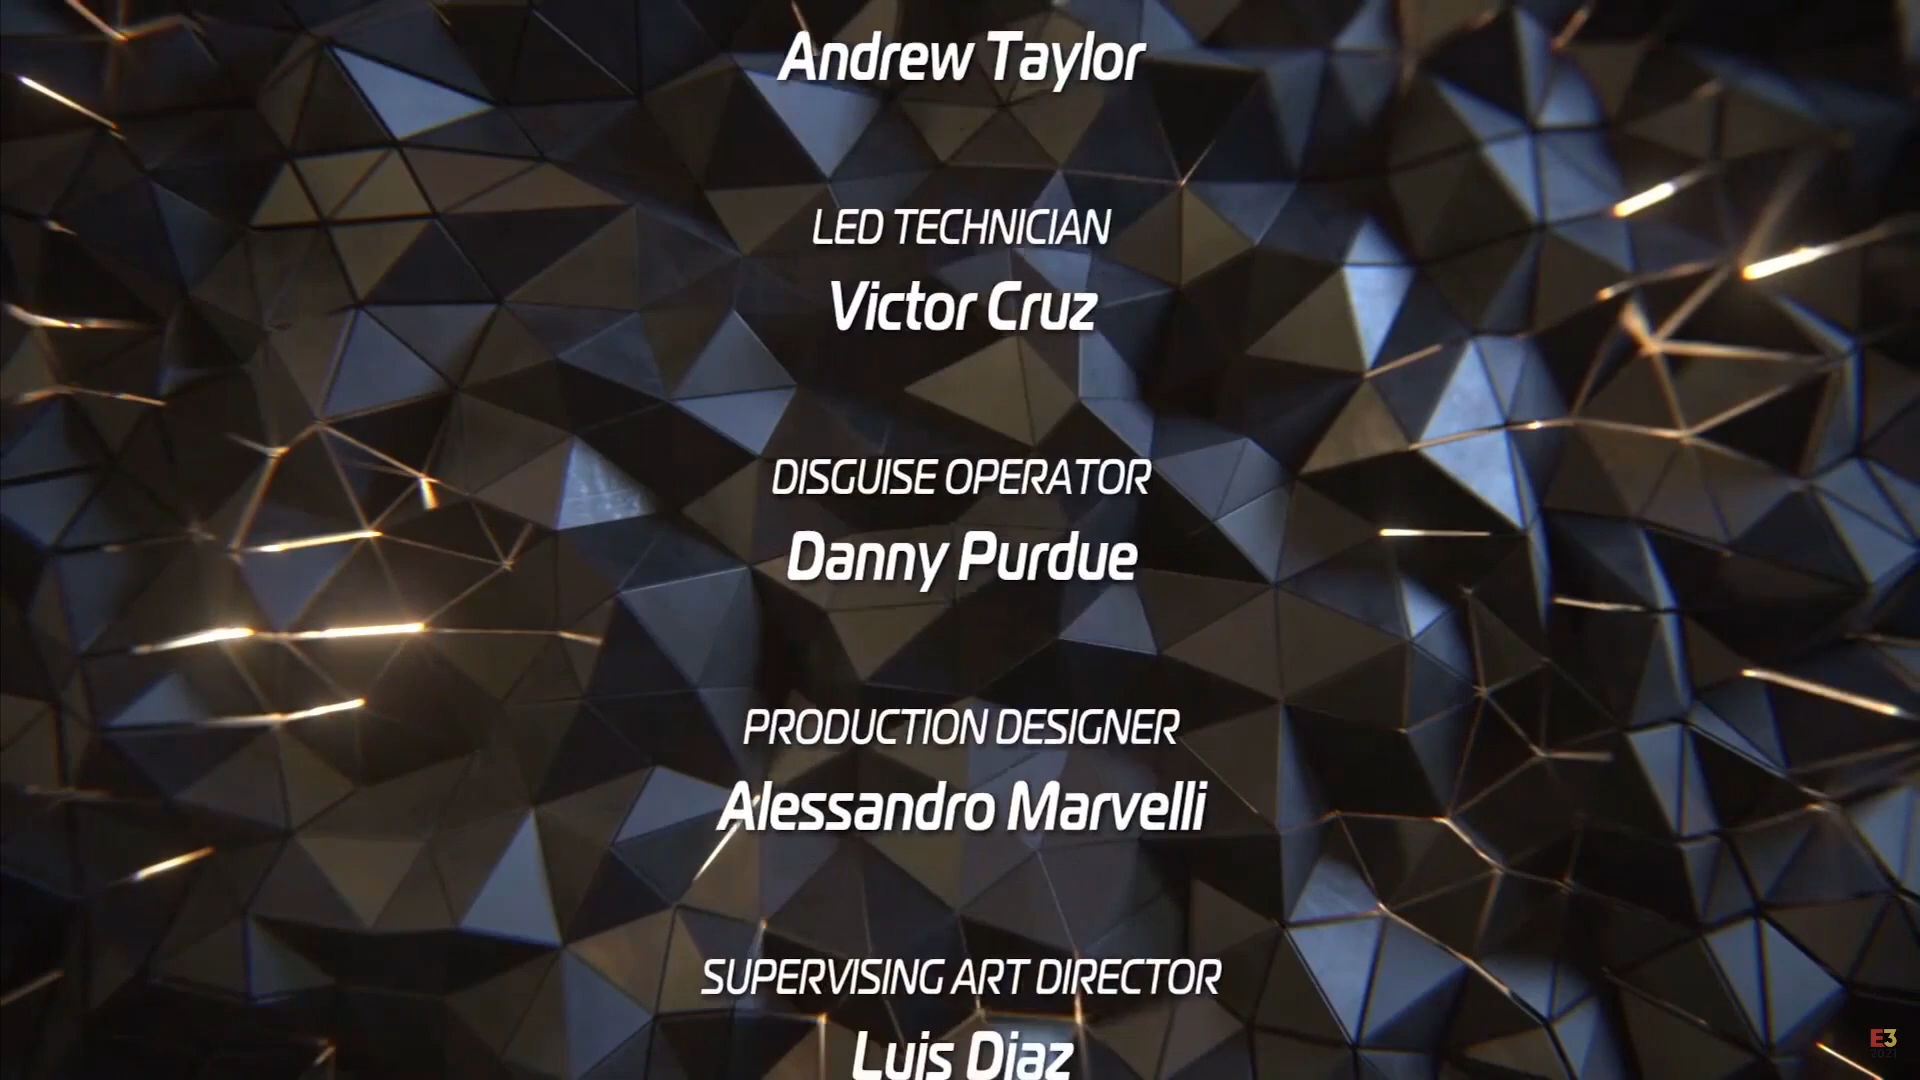 Andrew Taylor
LED TECHNICIAN
Victor Cruz
DISGUISE OPERATOR
Danny Purdue
PRODUCTION DESIGNER
Alessandro Marvelli
SUPERVISING ART DIRECTOR
Luis Diaz
E3
2021